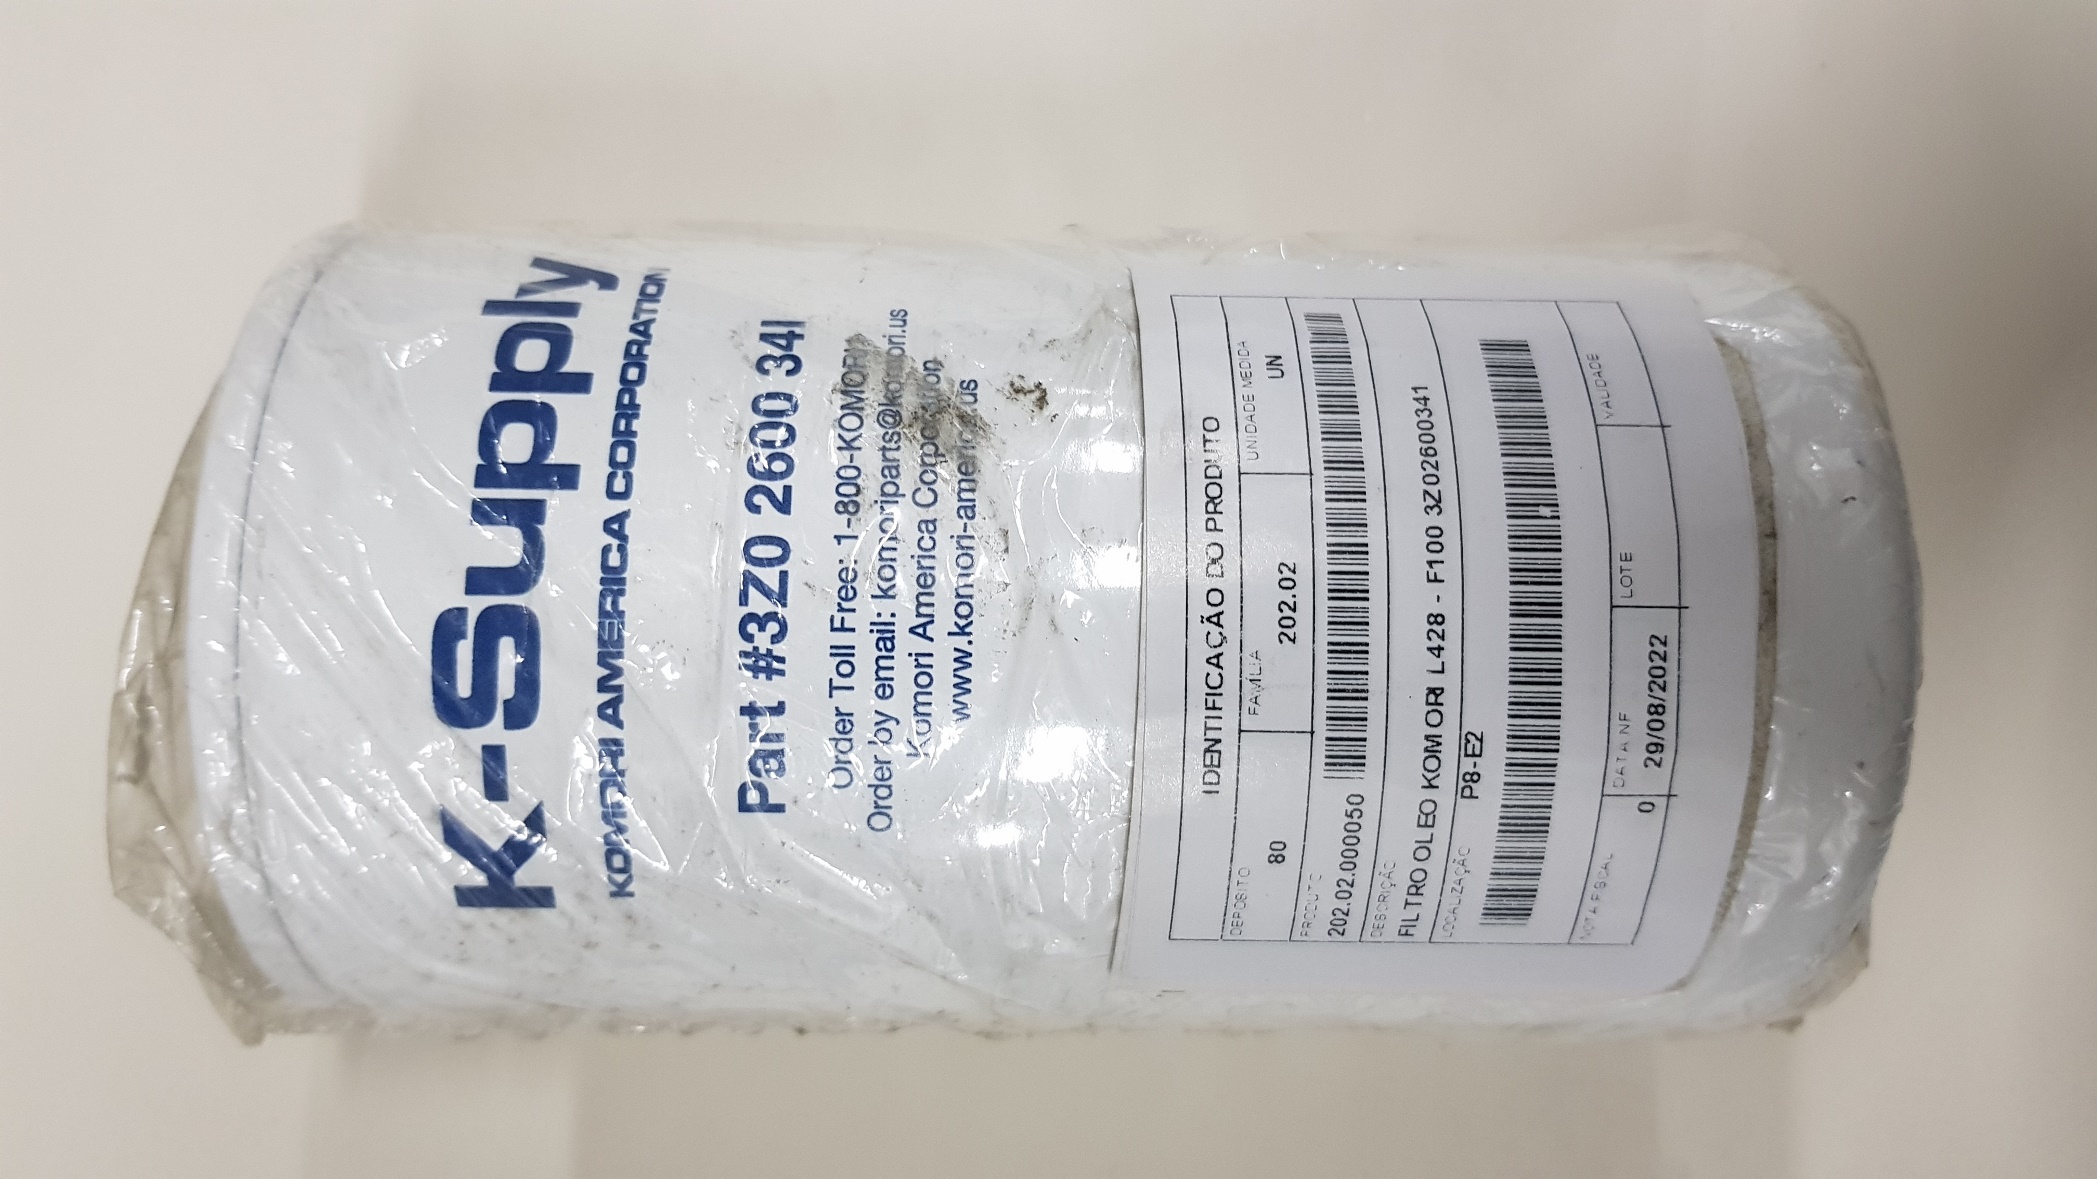 K-Supply
KOMORI AMERICA CORPORATION
Part #3Z0 2600 34I
Order Toll Free: 1-800-KOMORI
Order by email: komoriparts@komori.us
Komori America Corporation
www.komori-america.us
IDENTIFICAÇÃO DO PRODUTO
DEPOSITO FAMÍLIA UNIDADE MEDIDA
80 202.02 UN
PRODUTO
202.02.000050
DESCRIÇÃO
FILTRO OLEO KOMORI L428 - F100 3Z02600341
LOCALIZAÇÃO
P8-E2
NOTA FISCAL DATA NF LOTE VALIDADE
0 29/08/2022